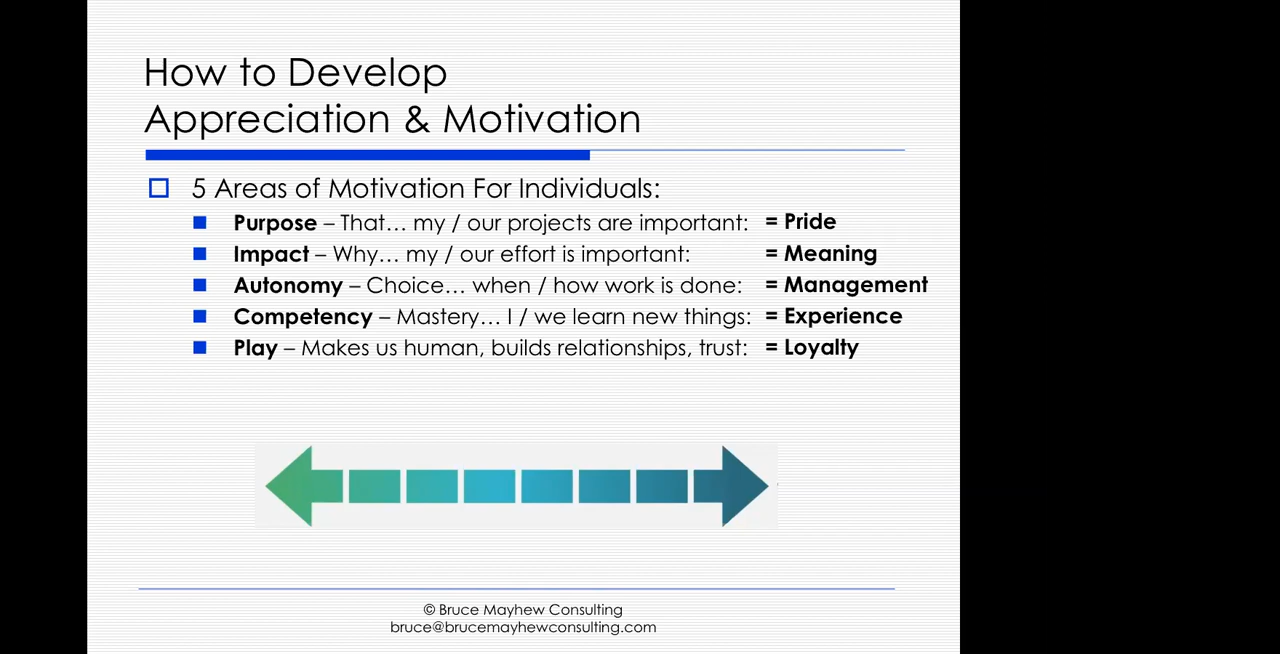 How to Develop
Appreciation & Motivation
5 Areas of Motivation For Individuals:
Purpose – That… my / our projects are important: = Pride
Impact – Why… my / our effort is important: = Meaning
Autonomy – Choice… when / how work is done: = Management
Competency – Mastery… I / we learn new things: = Experience
Play – Makes us human, builds relationships, trust: = Loyalty
© Bruce Mayhew Consulting
bruce@brucemayhewconsulting.com